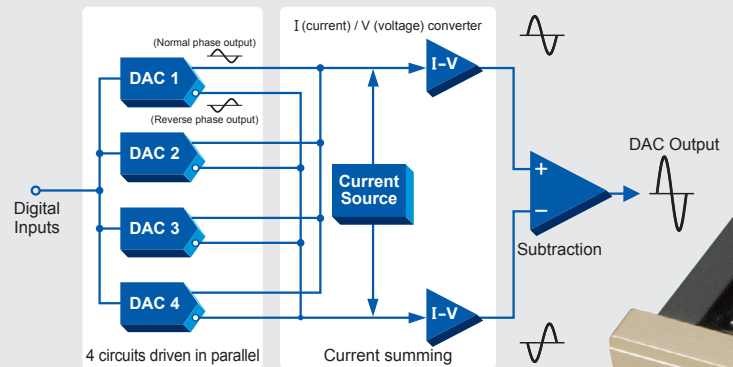 I (current) / V (voltage) converter
(Normal phase output)
DAC 1
I-V
(Reverse phase output)
DAC 2
DAC Output
+
Current
Source
Digital
Inputs
DAC 3
−
Subtraction
DAC 4
I-V
4 circuits driven in parallel
Current summing